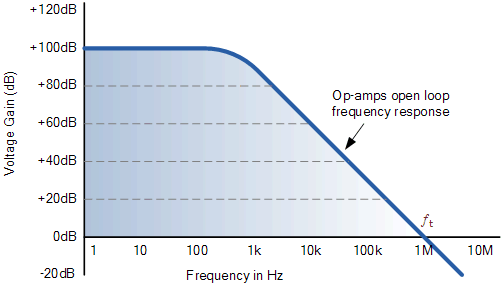 +120dB
+100dB
+80dB
+60dB
+40dB
+20dB
0dB
-20dB
Voltage Gain (dB)
Op-amps open loop
frequency response
ft
1 10 100 1k 10k 100k 1M 10M
Frequency in Hz